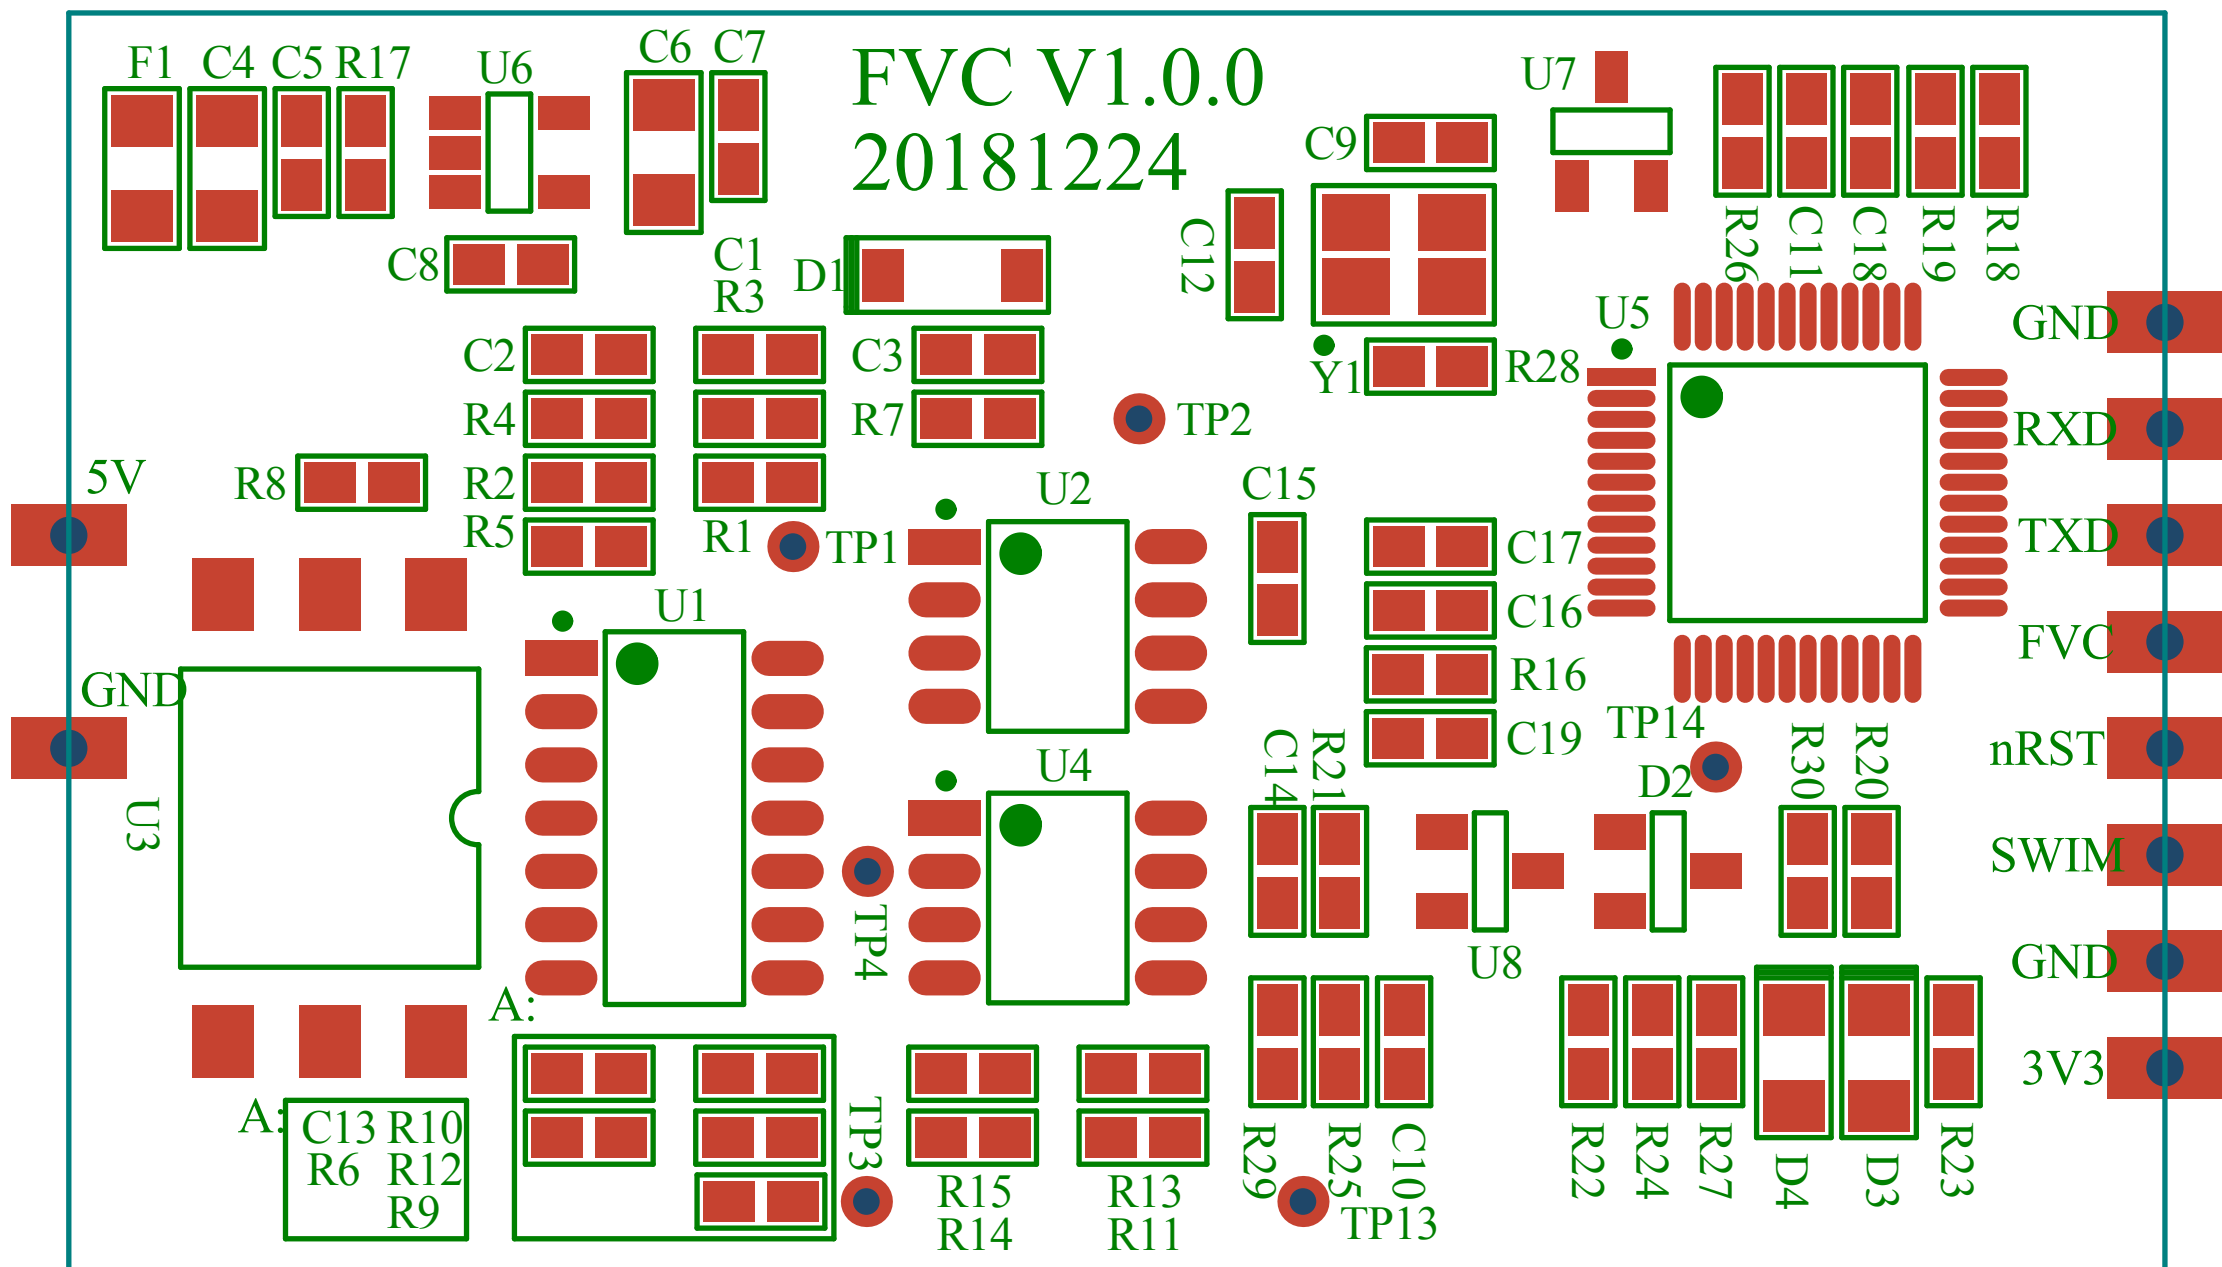 FVC V1.0.0
20181224
F1
C4
C5
R17
U6
C6
C7
U7
C9
C8
C1
R3
D1
C12
R26
C11
C18
R19
R18
U5
GND
C2
C3
Y1
R28
R4
R7
TP2
RXD
5V
R8
R2
U2
C15
R5
R1
TP1
C17
TXD
U1
C16
FVC
GND
R16
TP14
C14
R21
C19
R30
R20
nRST
U4
D2
U3
SWIM
TP4
U8
GND
A:
3V3
A:
C13 R10
R6 R12
R9
TP3
R15
R14
R13
R11
R29
R25
C10
TP13
R22
R24
R27
D4
D3
R23